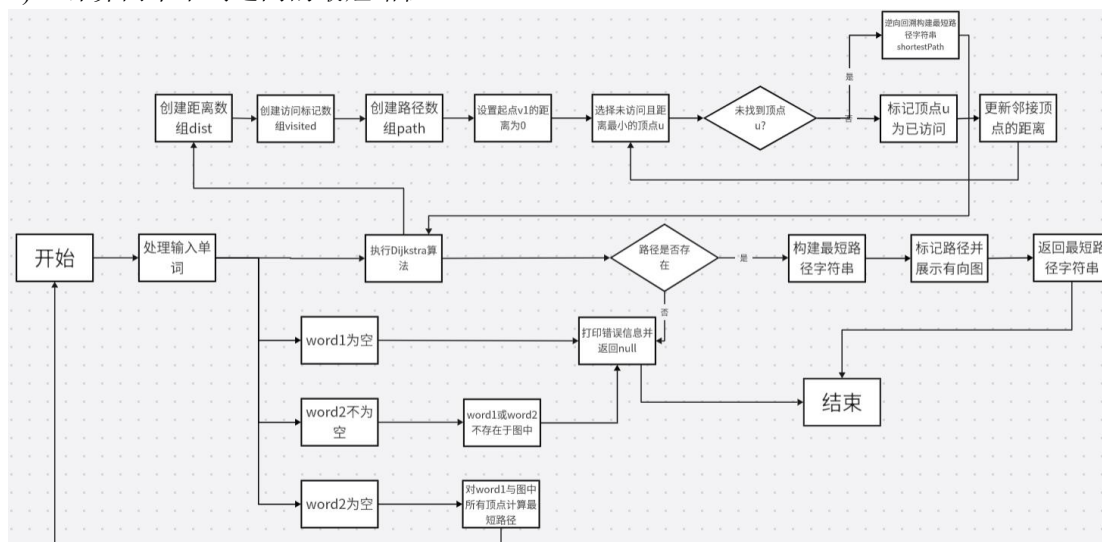 逆向回溯构建最短路
径字符串
shortestPath
是
创建距离数
组dist
创建访问标记数
组visited
创建路径数
组path
设置起点v1的距
离为0
选择未访问且距
离最小的顶点u
未找到顶点
u?
否
标记顶点u
为已访问
更新邻接顶
点的距离
开始
处理输入单
词
执行Dijkstra算
法
路径是否存
在
是
构建最短路
径字符串
标记路径并
展示有向图
返回最短路
径字符串
否
word1为空
打印错误信息并
返回null
word2不为
空
word1或word2
不存在于图中
结束
word2为空
对word1与图中
所有顶点计算最
短路径